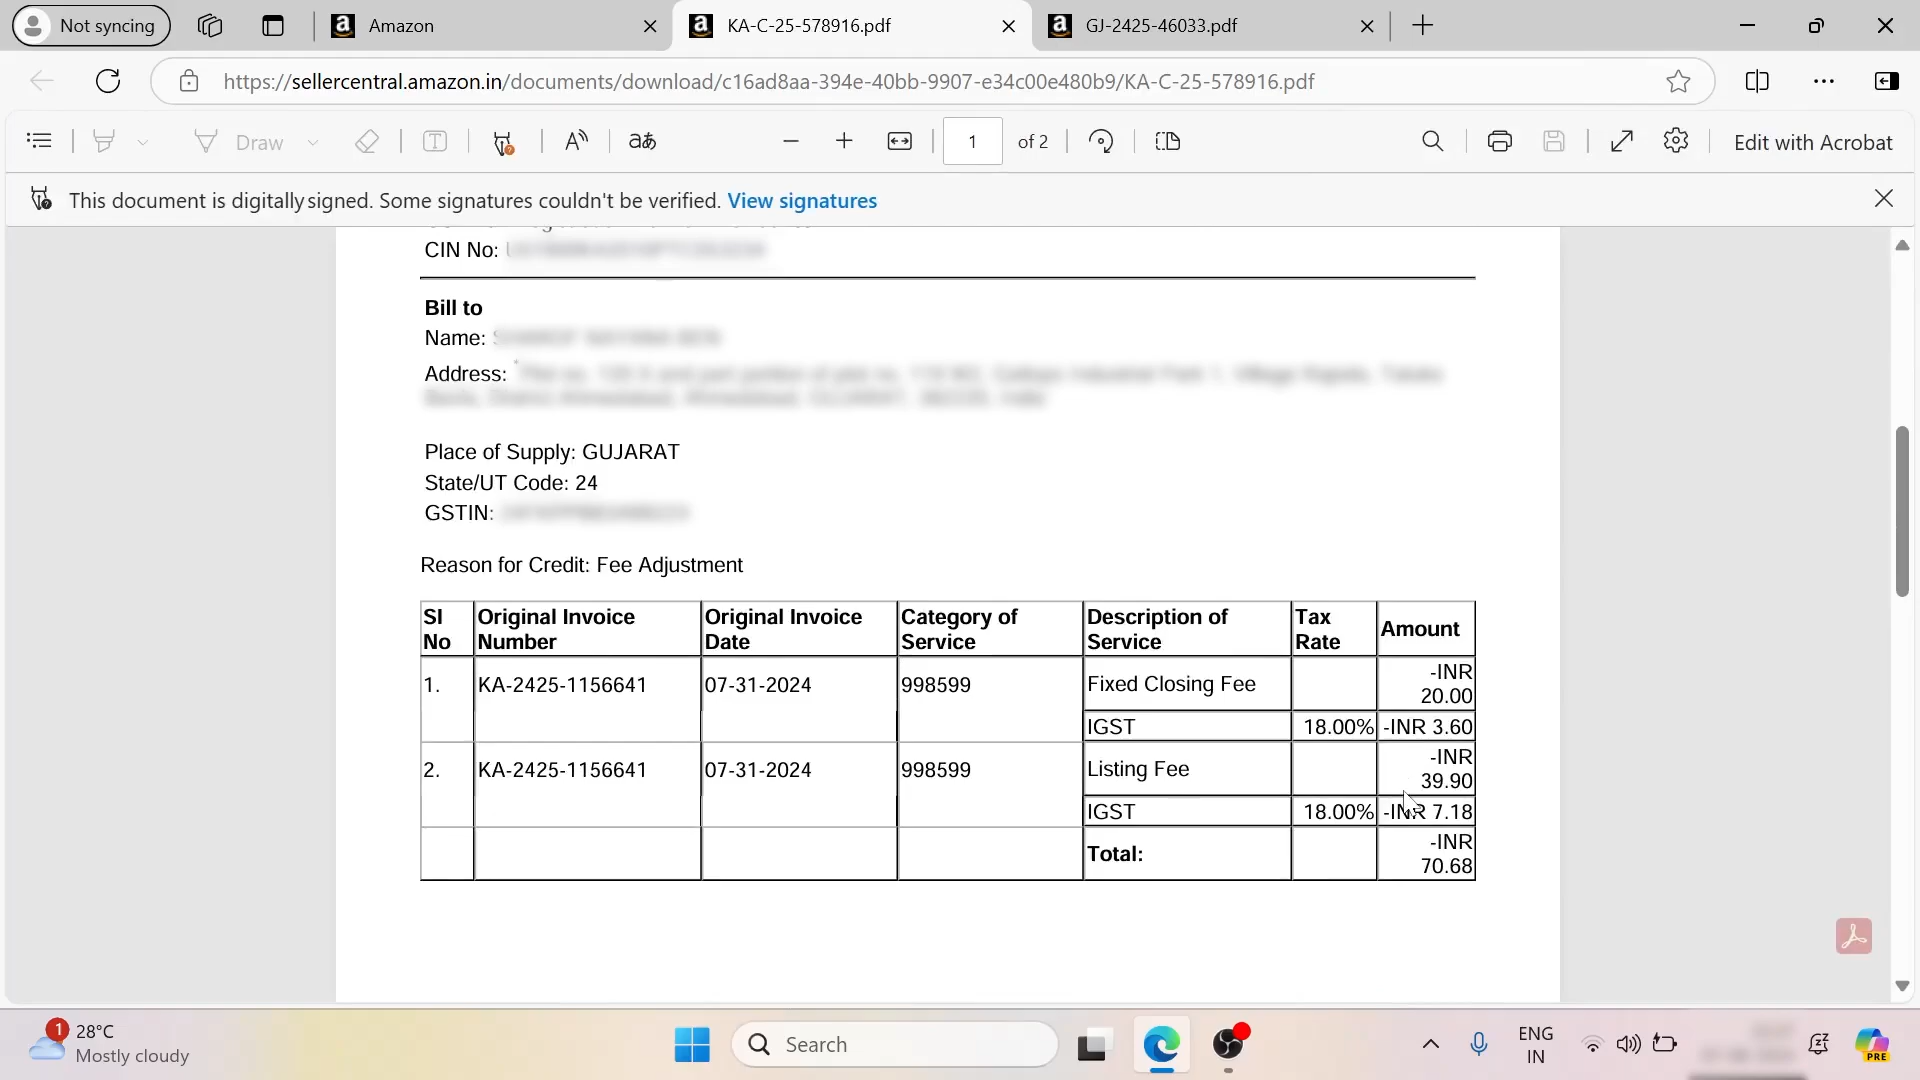 Not syncing
Amazon
KA-C-25-578916.pdf
GJ-2425-46033.pdf
https://sellercentral.amazon.in/documents/download/c16ad8aa-394e-40bb-9907-e34c00e480b9/KA-C-25-578916.pdf
Draw
1 of 2
Edit with Acrobat
This document is digitally signed. Some signatures couldn't be verified. View signatures
CIN No:
Bill to
Name:
Address:
Place of Supply: GUJARAT
State/UT Code: 24
GSTIN:
Reason for Credit: Fee Adjustment
SI No Original Invoice Number Original Invoice Date Category of Service Description of Service Tax Rate Amount
1. KA-2425-1156641 07-31-2024 998599 Fixed Closing Fee -INR 20.00
IGST 18.00% -INR 3.60
2. KA-2425-1156641 07-31-2024 998599 Listing Fee -INR 39.90
IGST 18.00% -INR 7.18
Total: -INR 70.68
1
28°C
Mostly cloudy
Search
ENG
IN
PRE